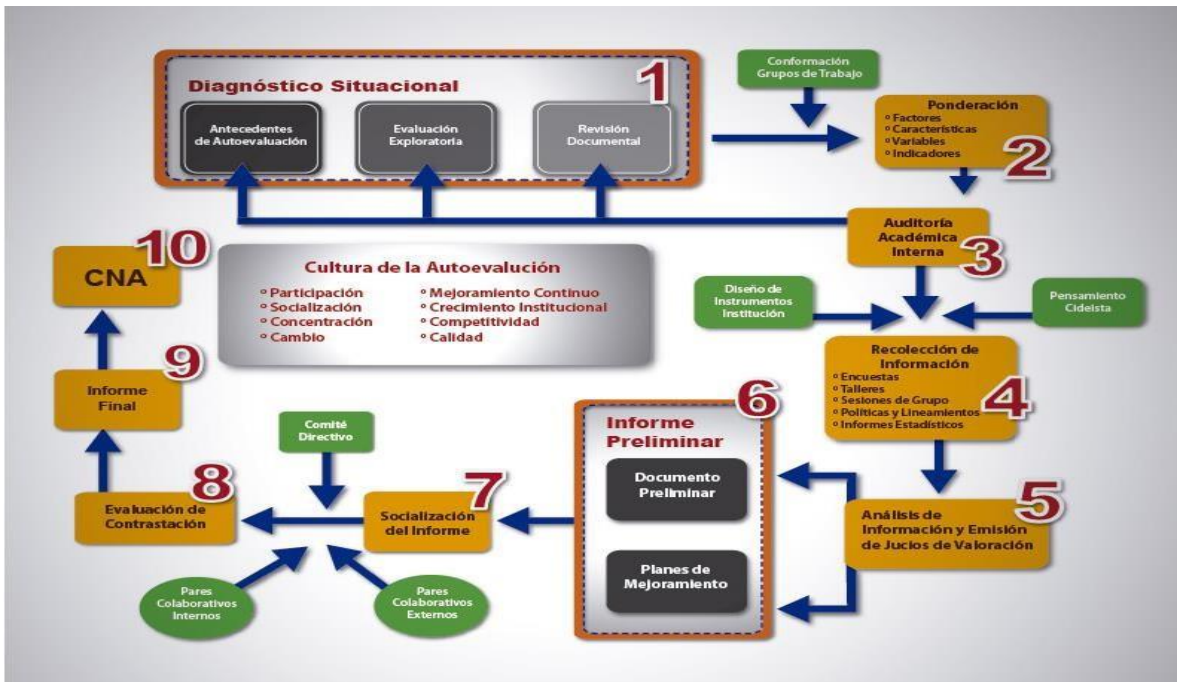 Diagnóstico Situacional
1
Antecedentes
de Autoevaluación
Evaluación
Exploratoria
Revisión
Documental
Conformación
Grupos de Trabajo
Ponderación
º Factores
º Características
º Variables
º Indicadores
2
Auditoría
Académica
Interna
3
Diseño de
Instrumentos
Institución
Pensamiento
Cideista
Recolección de
Información
º Encuestas
º Talleres
º Sesiones de Grupo
º Políticas y Lineamientos
º Informes Estadísticos
4
Análisis de
Información y Emisión
de Jucios de Valoración
5
Informe
Preliminar
6
Documento
Preliminar
Planes de
Mejoramiento
Socialización
del Informe
7
Comité
Directivo
Pares
Colaborativos
Internos
Pares
Colaborativos
Externos
Evaluación de
Contrastación
8
Informe
Final
9
CNA
10
Cultura de la Autoevalución
º Participación
º Socialización
º Concentración
º Cambio
º Mejoramiento Continuo
º Crecimiento Institucional
º Competitividad
º Calidad